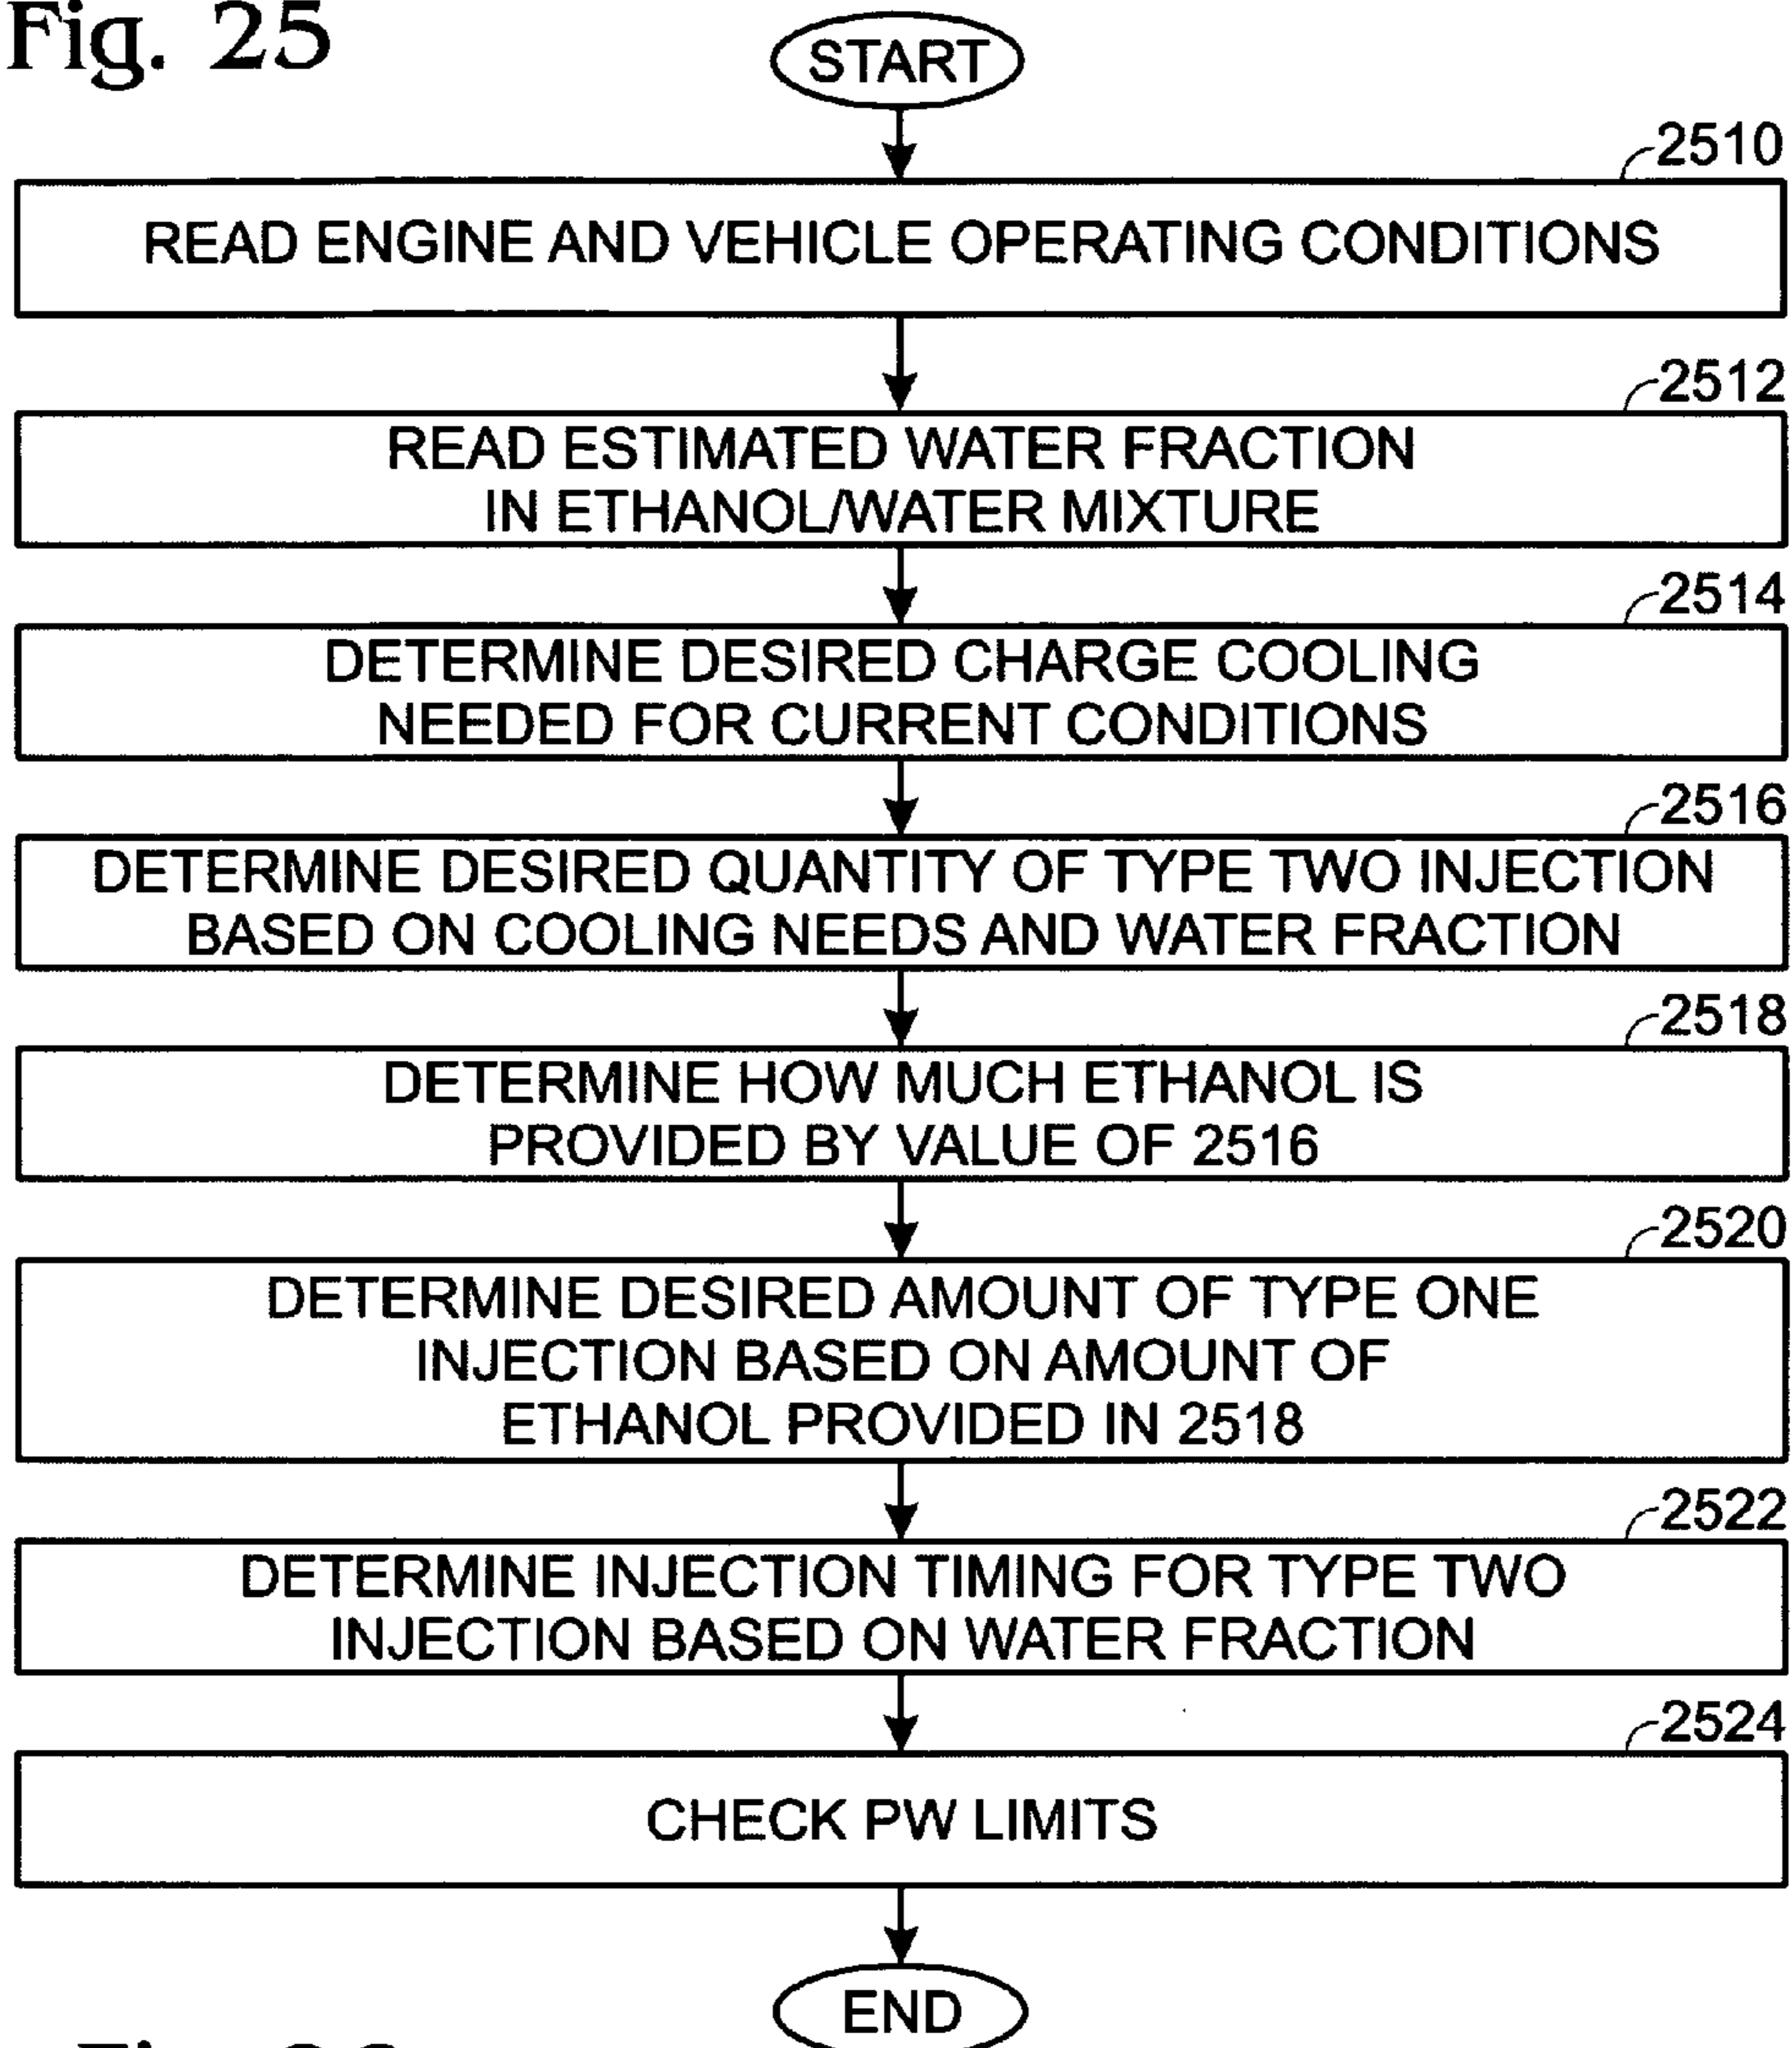 Fig. 25
START
2510
READ ENGINE AND VEHICLE OPERATING CONDITIONS
2512
READ ESTIMATED WATER FRACTION
IN ETHANOL/WATER MIXTURE
2514
DETERMINE DESIRED CHARGE COOLING
NEEDED FOR CURRENT CONDITIONS
2516
DETERMINE DESIRED QUANTITY OF TYPE TWO INJECTION
BASED ON COOLING NEEDS AND WATER FRACTION
2518
DETERMINE HOW MUCH ETHANOL IS
PROVIDED BY VALUE OF 2516
2520
DETERMINE DESIRED AMOUNT OF TYPE ONE
INJECTION BASED ON AMOUNT OF
ETHANOL PROVIDED IN 2518
2522
DETERMINE INJECTION TIMING FOR TYPE TWO
INJECTION BASED ON WATER FRACTION
2524
CHECK PW LIMITS
END